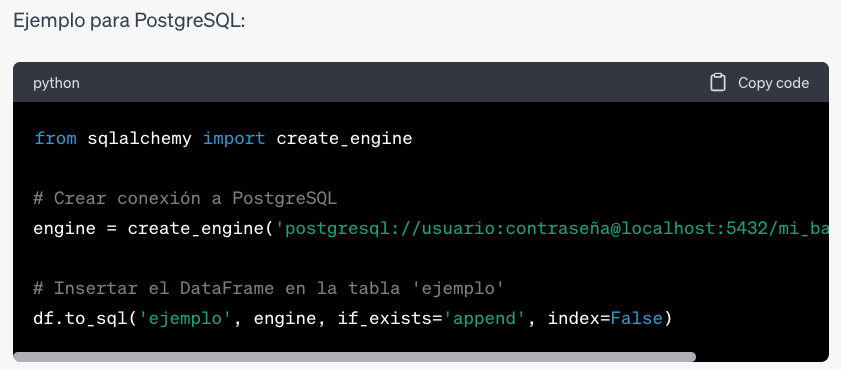 Ejemplo para PostgreSQL:
python
Copy code
from sqlalchemy import create_engine
# Crear conexión a PostgreSQL
engine = create_engine('postgresql://usuario:contraseña@localhost:5432/mi_ba
# Insertar el DataFrame en la tabla 'ejemplo'
df.to_sql('ejemplo', engine, if_exists='append', index=False)